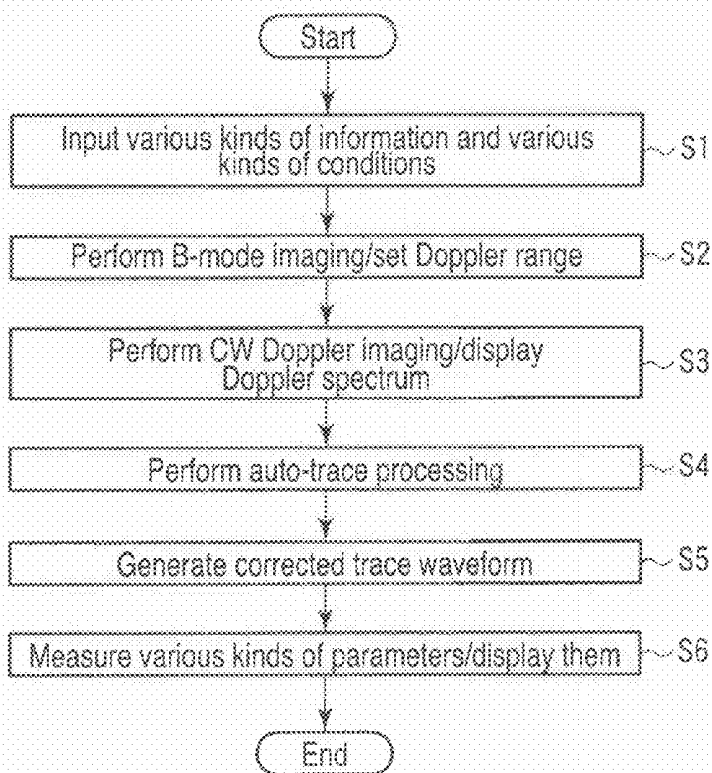 Start
Input various kinds of information and various
kinds of conditions
S1
Perform B-mode imaging/set Doppler range
S2
Perform CW Doppler imaging/display
Doppler spectrum
S3
Perform auto-trace processing
S4
Generate corrected trace waveform
S5
Measure various kinds of parameters/display them
S6
End